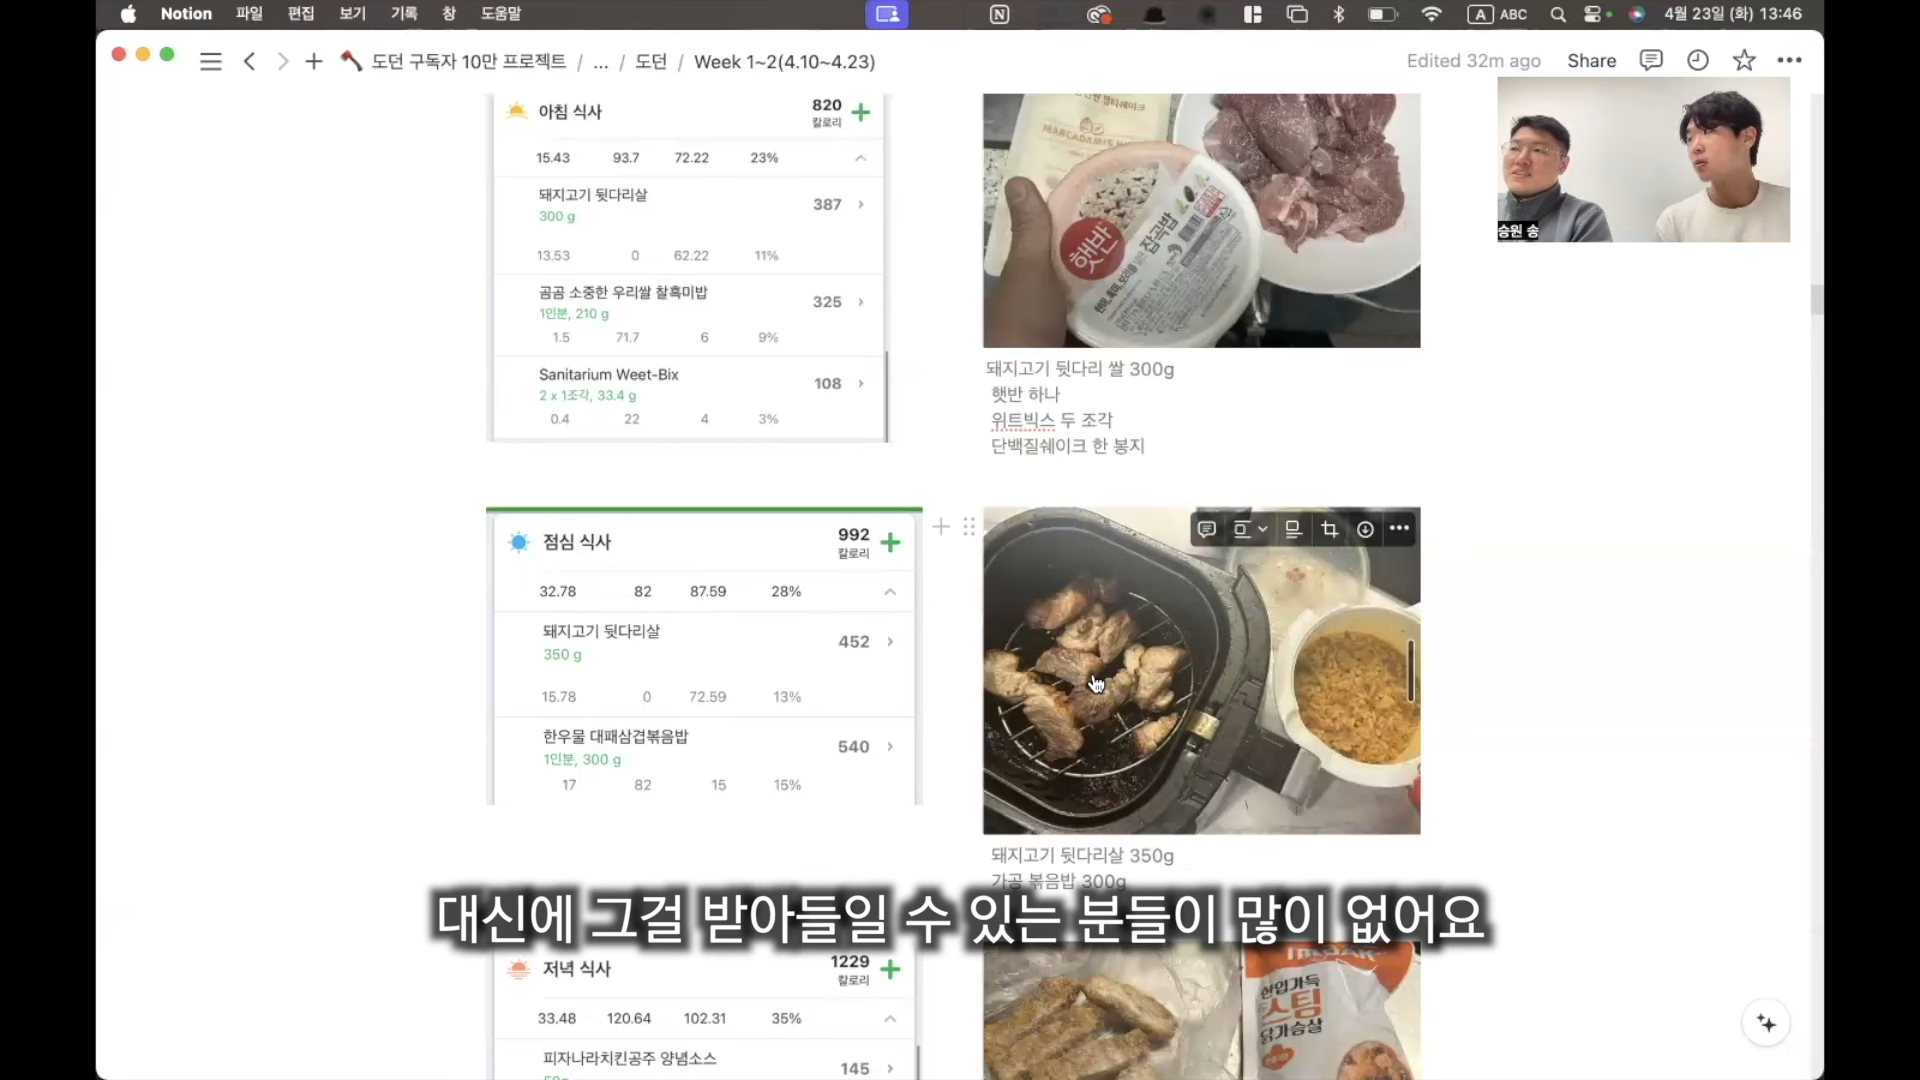 Notion 파일 편집 보기 기록 창 도움말 A ABC 4월 23일 (화) 13:46
도던 구독자 10만 프로젝트 / ... / 도던 / Week 1~2(4.10~4.23) Edited 32m ago Share
아침 식사 820
칼로리
15.43 93.7 72.22 23%
돼지고기 뒷다리살 387
300 g
13.53 0 62.22 11%
곰곰 소중한 우리쌀 찰흑미밥 325
1인분, 210 g
1.5 71.7 6 9%
Sanitarium Weet-Bix 108
2 x 1조각, 33.4 g
0.4 22 4 3%
햇반
잡곡밥
승원 송
돼지고기 뒷다리 쌀 300g
햇반 하나
위트빅스 두 조각
단백질쉐이크 한 봉지
점심 식사 992
칼로리
32.78 82 87.59 28%
돼지고기 뒷다리살 452
350 g
15.78 0 72.59 13%
한우물 대패삼겹볶음밥 540
1인분, 300 g
17 82 15 15%
돼지고기 뒷다리살 350g
가공 볶음밥 300g
대신에 그걸 받아들일 수 있는 분들이 많이 없어요
저녁 식사 1229
칼로리
33.48 120.64 102.31 35%
피자나라치킨공주 양념소스 145
한입가득
스팀
닭가슴살